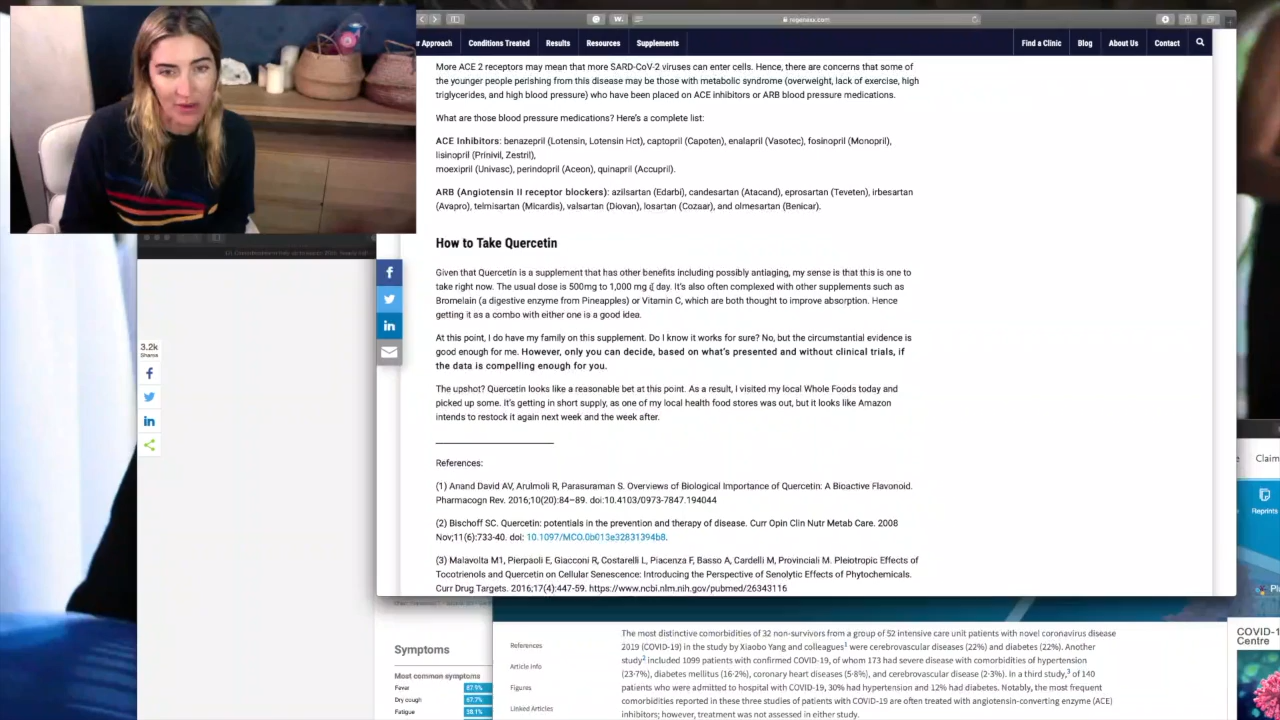 regenexx.com
Approach Conditions Treated Results Resources Supplements Find a Clinic Blog About Us Contact
More ACE 2 receptors may mean that more SARD-CoV-2 viruses can enter cells. Hence, there are concerns that some of
the younger people perishing from this disease may be those with metabolic syndrome (overweight, lack of exercise, high
triglycerides, and high blood pressure) who have been placed on ACE inhibitors or ARB blood pressure medications.
What are those blood pressure medications? Here's a complete list:
ACE Inhibitors: benazepril (Lotensin, Lotensin Hct), captopril (Capoten), enalapril (Vasotec), fosinopril (Monopril),
lisinopril (Prinivil, Zestril),
moexipril (Univasc), perindopril (Aceon), quinapril (Accupril).
ARB (Angiotensin II receptor blockers): azilsartan (Edarbi), candesartan (Atacand), eprosartan (Teveten), irbesartan
(Avapro), telmisartan (Micardis), valsartan (Diovan), losartan (Cozaar), and olmesartan (Benicar).
How to Take Quercetin
Given that Quercetin is a supplement that has other benefits including possibly antiaging, my sense is that this is one to
take right now. The usual dose is 500mg to 1,000 mg a day. It's also often complexed with other supplements such as
Bromelain (a digestive enzyme from Pineapples) or Vitamin C, which are both thought to improve absorption. Hence
getting it as a combo with either one is a good idea.
At this point, I do have my family on this supplement. Do I know it works for sure? No, but the circumstantial evidence is
good enough for me. However, only you can decide, based on what's presented and without clinical trials, if
the data is compelling enough for you.
The upshot? Quercetin looks like a reasonable bet at this point. As a result, I visited my local Whole Foods today and
picked up some. It's getting in short supply, as one of my local health food stores was out, but it looks like Amazon
intends to restock it again next week and the week after.
References:
(1) Anand David AV, Arulmoli R, Parasuraman S. Overviews of Biological Importance of Quercetin: A Bioactive Flavonoid.
Pharmacogn Rev. 2016;10(20):84–89. doi:10.4103/0973-7847.194044
(2) Bischoff SC. Quercetin: potentials in the prevention and therapy of disease. Curr Opin Clin Nutr Metab Care. 2008
Nov;11(6):733-40. doi: 10.1097/MCO.0b013e32831394b8.
(3) Malavolta M1, Pierpaoli E, Giacconi R, Costarelli L, Piacenza F, Basso A, Cardelli M, Provinciali M. Pleiotropic Effects of
Tocotrienols and Quercetin on Cellular Senescence: Introducing the Perspective of Senolytic Effects of Phytochemicals.
Curr Drug Targets. 2016;17(4):447-59. https://www.ncbi.nlm.nih.gov/pubmed/26343116
3.2k
Shares
Claim
Reprints
Symptoms
Most common symptoms
Fever 87.9%
Dry cough 67.7%
Fatigue 38.1%
References
Article Info
Figures
Linked Articles
The most distinctive comorbidities of 32 non-survivors from a group of 52 intensive care unit patients with novel coronavirus disease
2019 (COVID-19) in the study by Xiaobo Yang and colleagues1 were cerebrovascular diseases (22%) and diabetes (22%). Another
study2 included 1099 patients with confirmed COVID-19, of whom 173 had severe disease with comorbidities of hypertension
(23·7%), diabetes mellitus (16·2%), coronary heart diseases (5·8%), and cerebrovascular disease (2·3%). In a third study,3 of 140
patients who were admitted to hospital with COVID-19, 30% had hypertension and 12% had diabetes. Notably, the most frequent
comorbidities reported in these three studies of patients with COVID-19 are often treated with angiotensin-converting enzyme (ACE)
inhibitors; however, treatment was not assessed in either study.
COVID-1
Centre